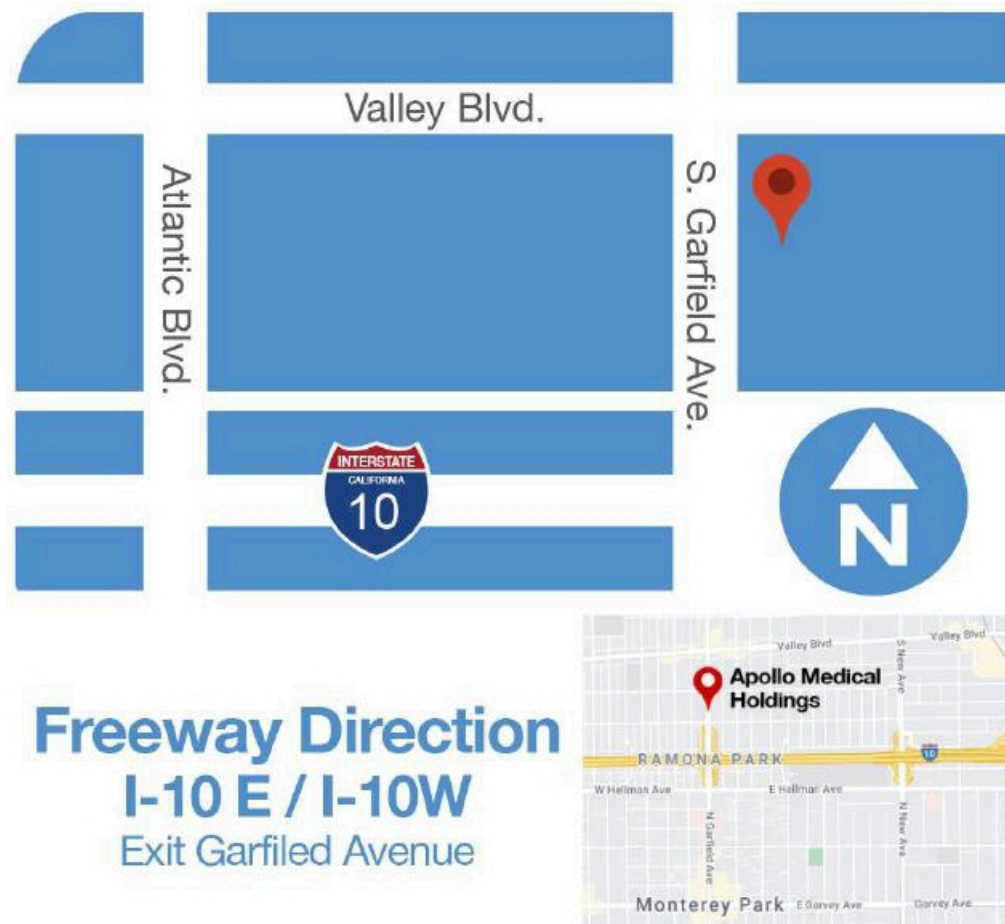 Valley Blvd.
Atlantic Blvd.
S. Garfield Ave.
INTERSTATE
CALIFORNIA
10
N
Freeway Direction
I-10 E / I-10W
Exit Garfiled Avenue
Valley Blvd
S New Ave
Valley Blvd
Apollo Medical
Holdings
RAMONA PARK
10
W Hellman Ave
E Hellman Ave
N Garfield Ave
N New Ave
Monterey Park
E Garvey Ave
Garvey Ave